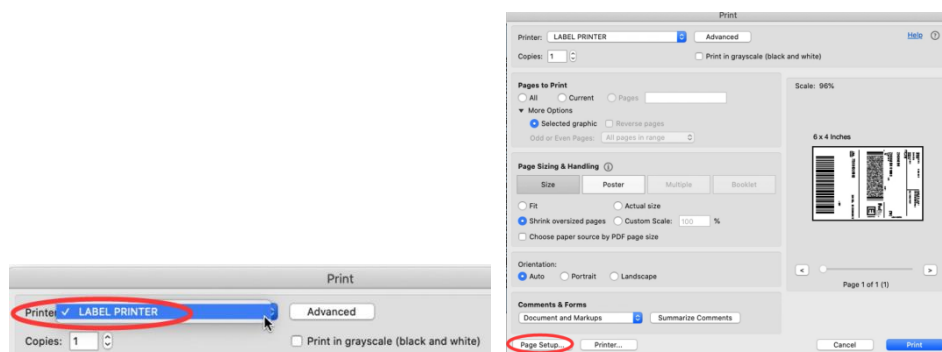 Print
Printer: ✓ LABEL PRINTER Advanced
Copies: 1 Print in grayscale (black and white)
Print
Printer: LABEL PRINTER Advanced Help ?
Copies: 1 Print in grayscale (black and white)
Pages to Print
All Current Pages
▼ More Options
Selected graphic Reverse pages
Odd or Even Pages: All pages in range
Page Sizing & Handling i
Size Poster Multiple Booklet
Fit Actual size
Shrink oversized pages Custom Scale: 100 %
Choose paper source by PDF page size
Orientation:
Auto Portrait Landscape
Comments & Forms
Document and Markups Summarize Comments
Page Setup... Printer...
Scale: 96%
6 x 4 Inches
< >
Page 1 of 1 (1)
Cancel Print